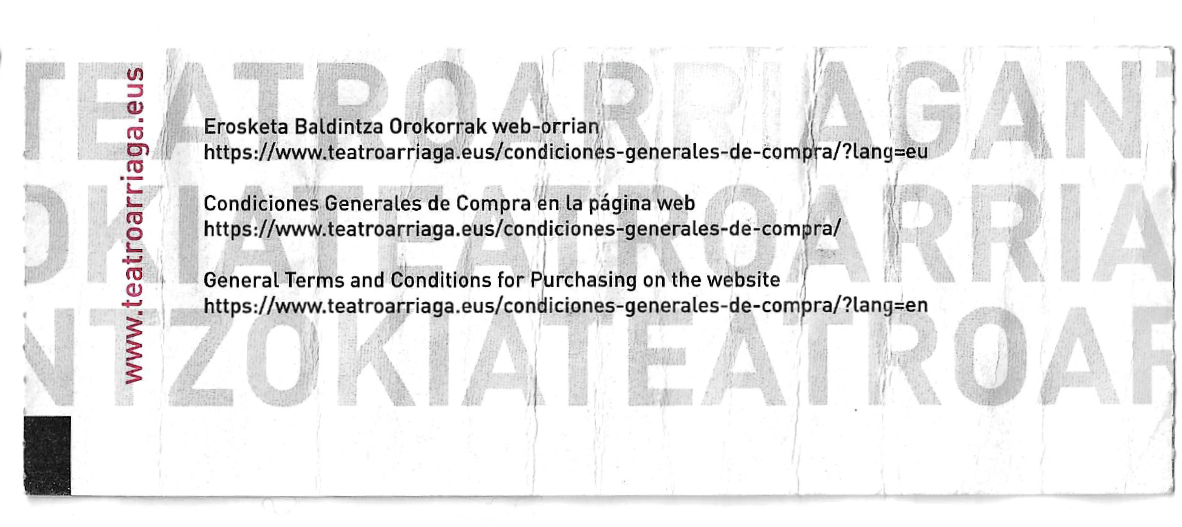 TEATROARRIAGANT
OKIATEATROARRIA
NTZOKIATEATROAR
www.teatroarriaga.eus
Erosketa Baldintza Orokorrak web-orrian
https://www.teatroarriaga.eus/condiciones-generales-de-compra/?lang=eu
Condiciones Generales de Compra en la página web
https://www.teatroarriaga.eus/condiciones-generales-de-compra/
General Terms and Conditions for Purchasing on the website
https://www.teatroarriaga.eus/condiciones-generales-de-compra/?lang=en